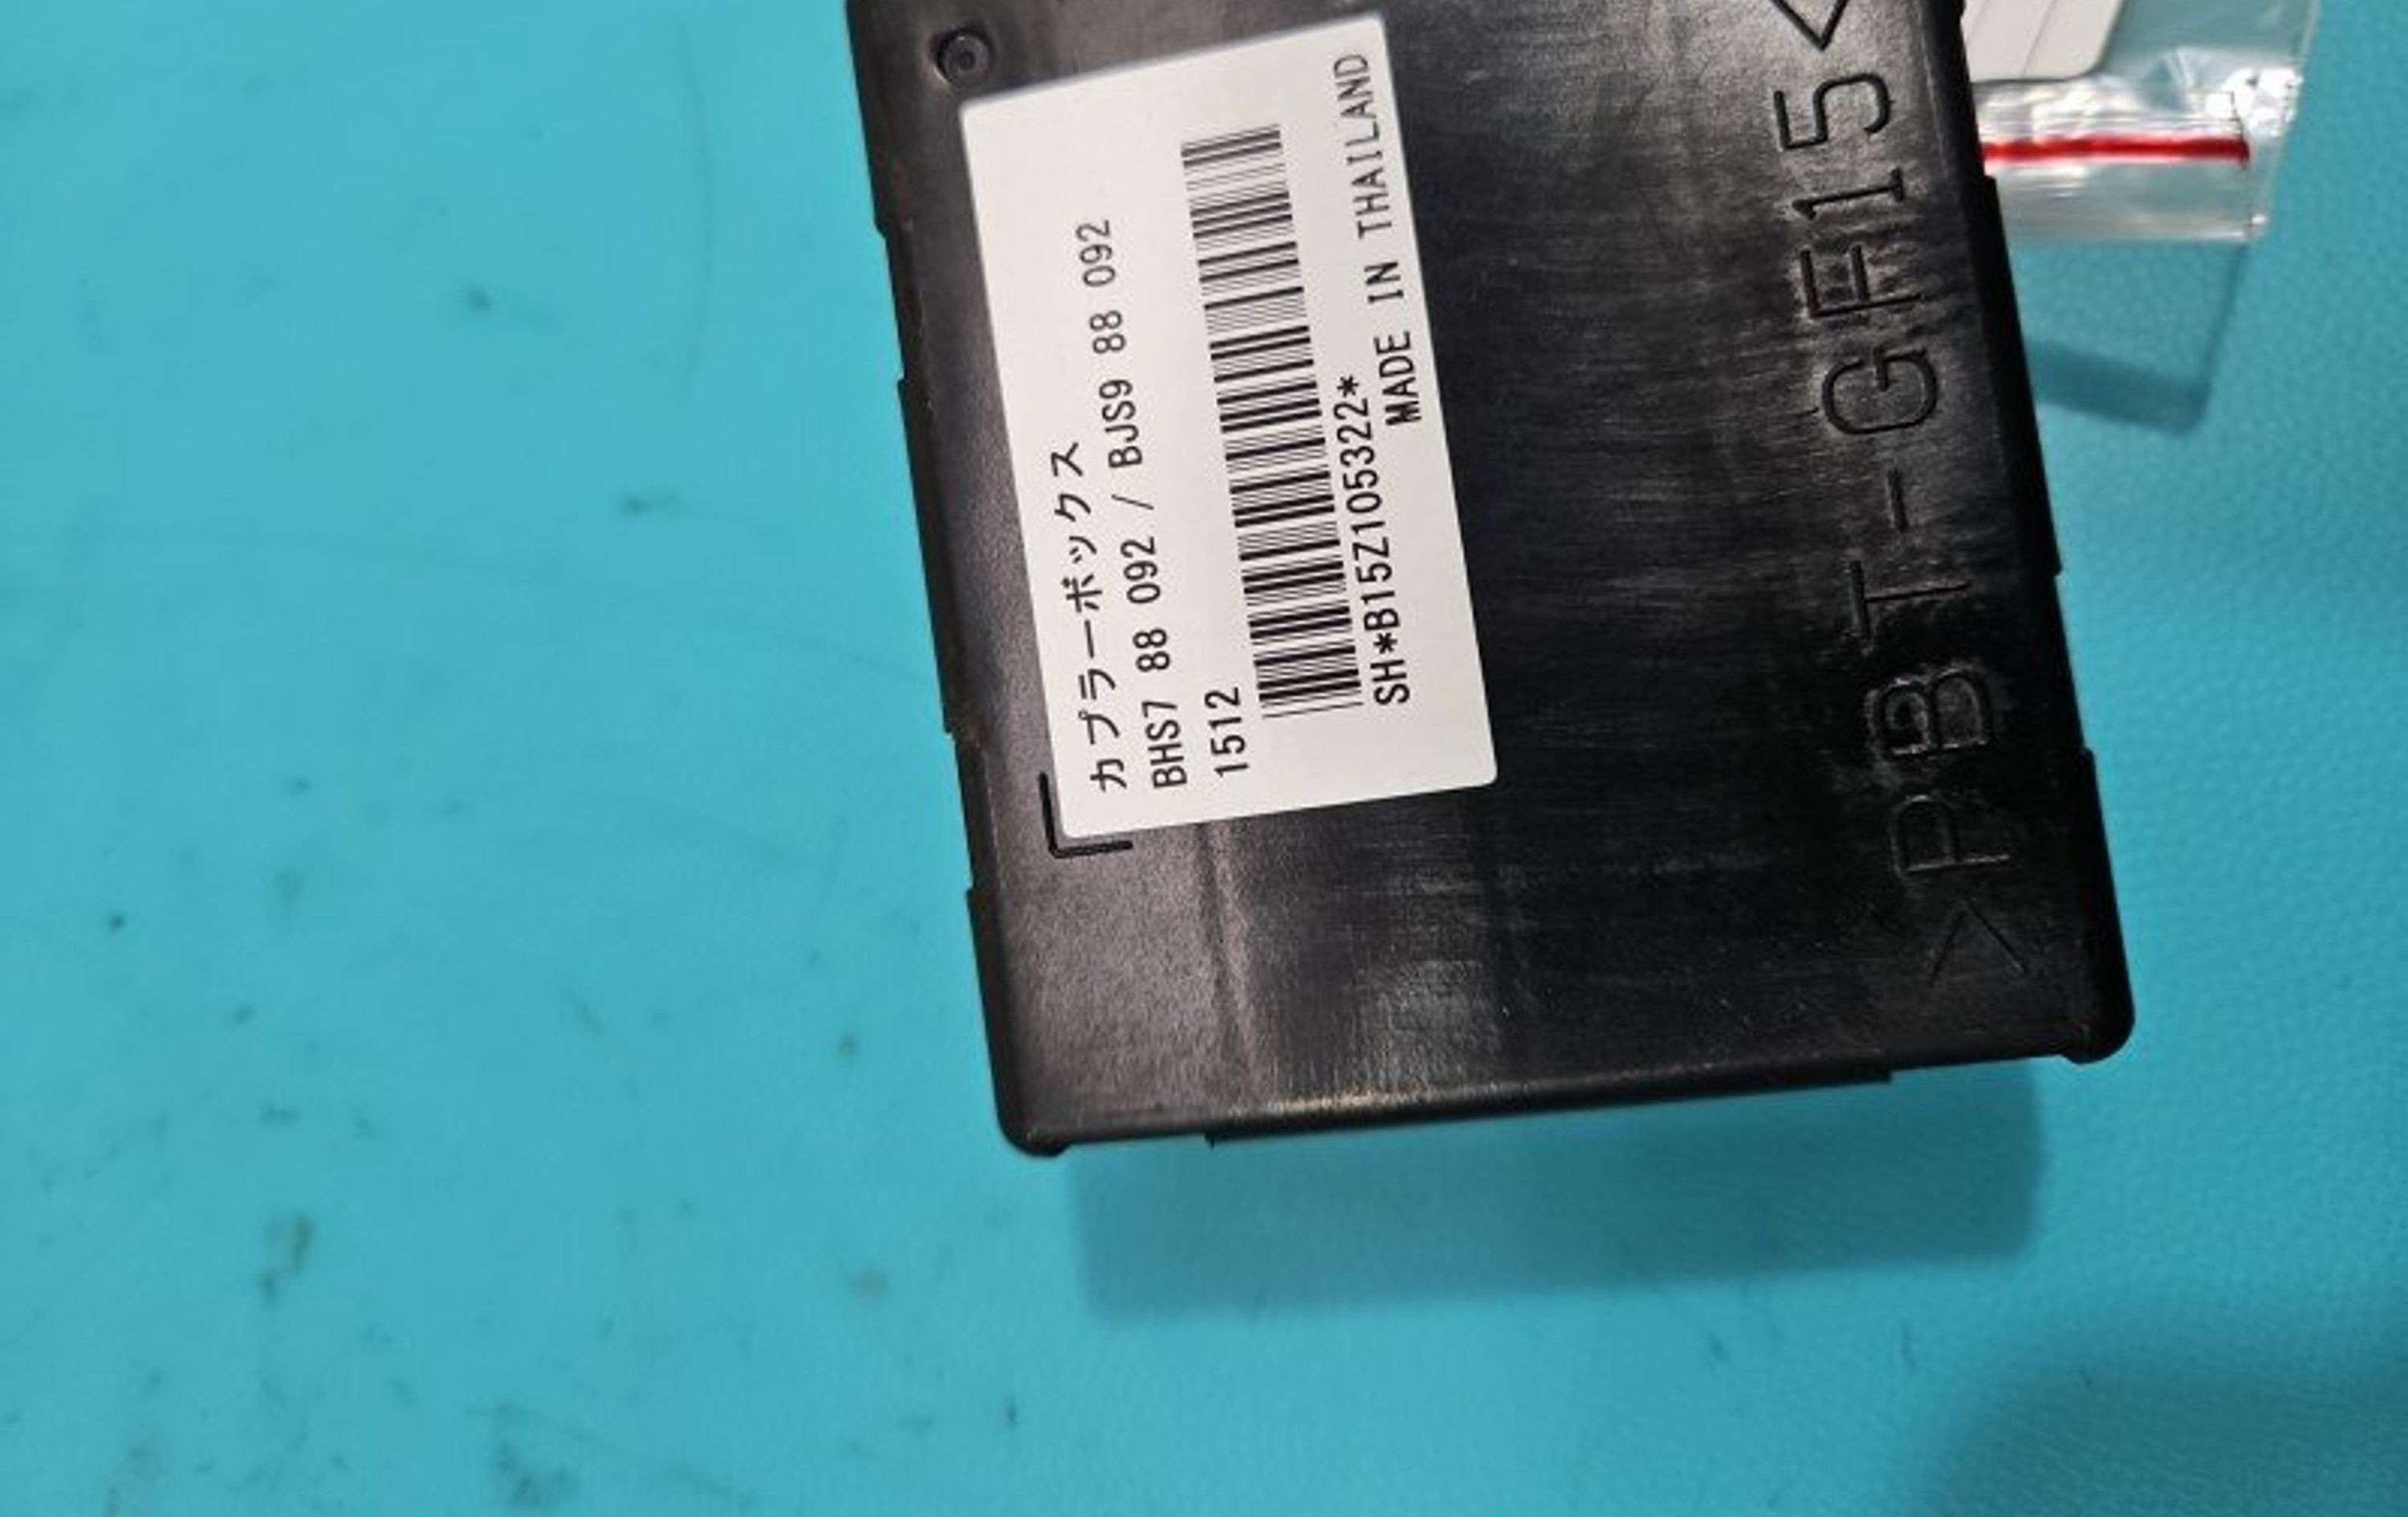 カプラーボックス
BHS7 88 092 / BJS9 88 092
1512
SH*B15Z105322*
MADE IN THAILAND
>PBT-GF15<